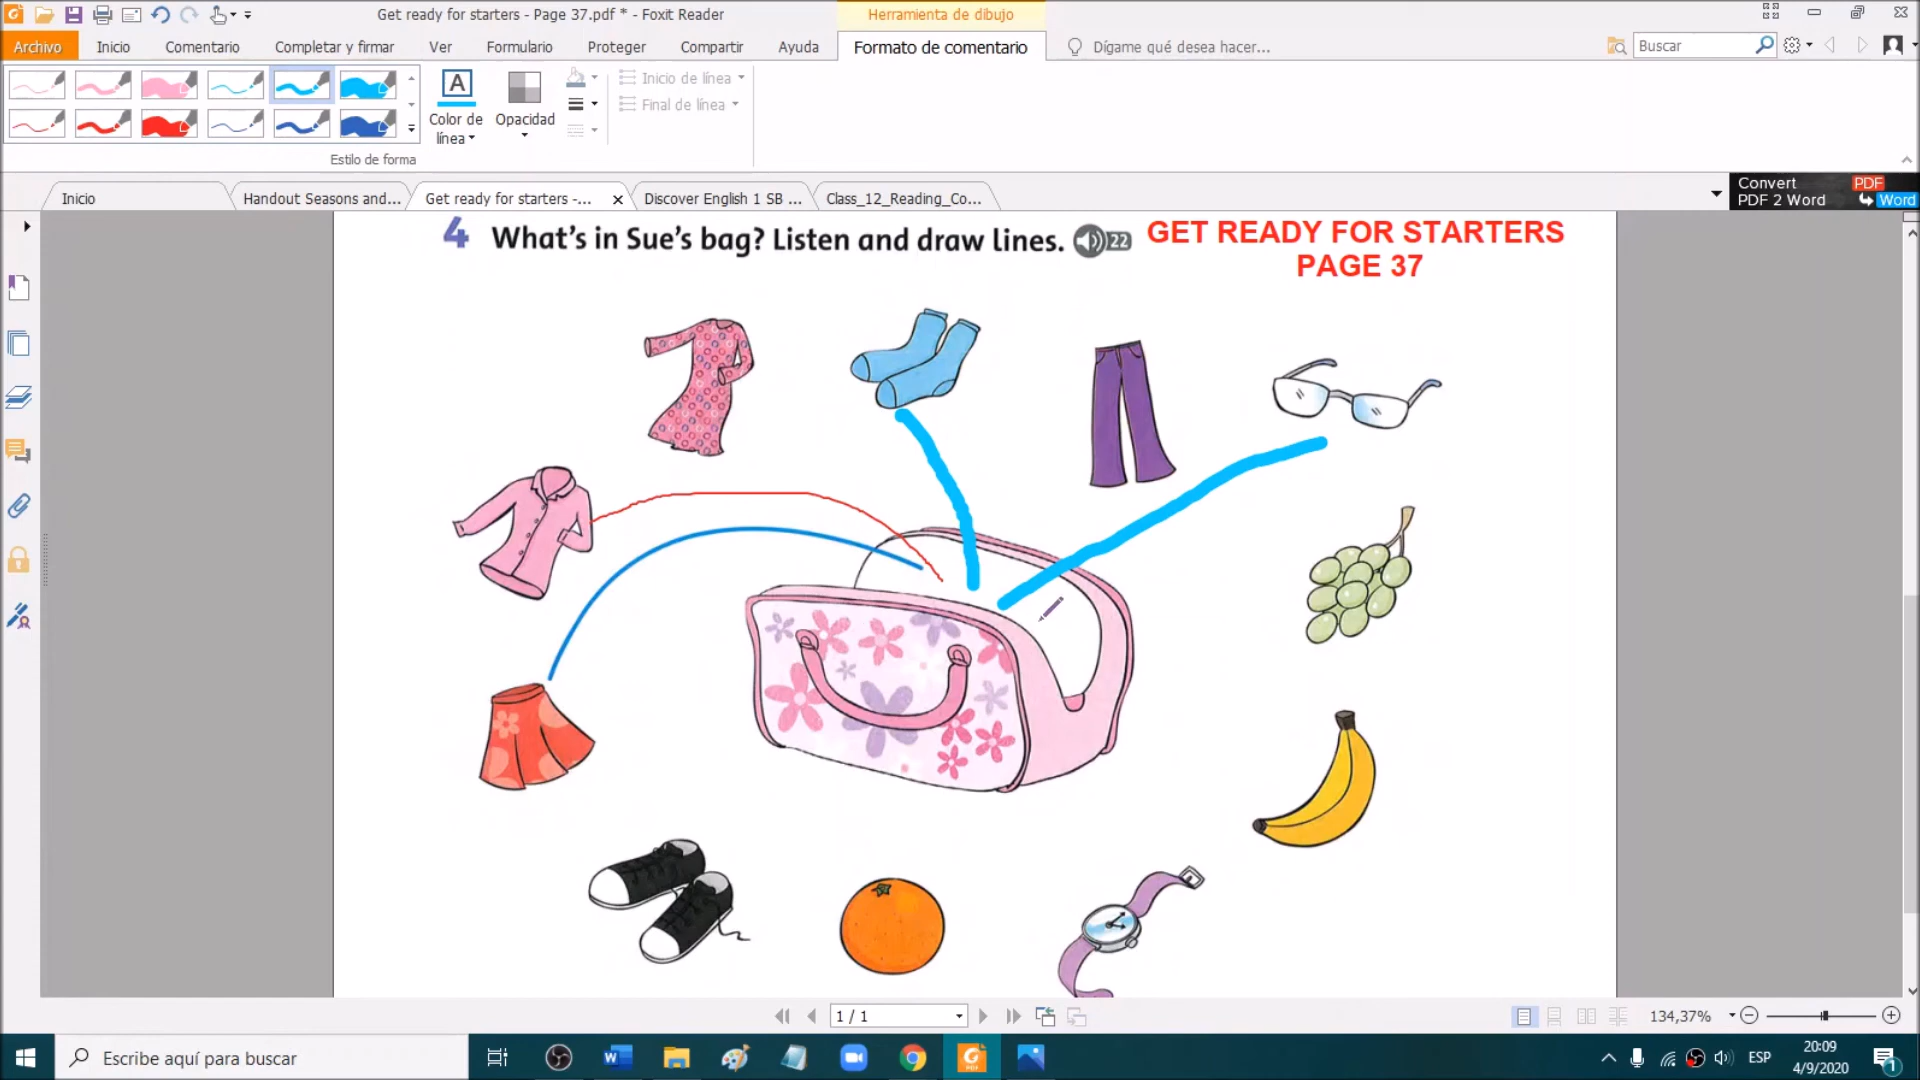 Get ready for starters - Page 37.pdf * - Foxit Reader
Herramienta de dibujo
Archivo
Inicio
Comentario
Completar y firmar
Ver
Formulario
Proteger
Compartir
Ayuda
Formato de comentario
Dígame qué desea hacer...
Buscar
Color de línea
Opacidad
Inicio de línea
Final de línea
Estilo de forma
Inicio
Handout Seasons and...
Get ready for starters -...
Discover English 1 SB ...
Class_12_Reading_Co...
Convert PDF
PDF 2 Word Word
4 What's in Sue's bag? Listen and draw lines. 22
GET READY FOR STARTERS
PAGE 37
1 / 1
134,37%
Escribe aquí para buscar
ESP
20:09
4/9/2020
1